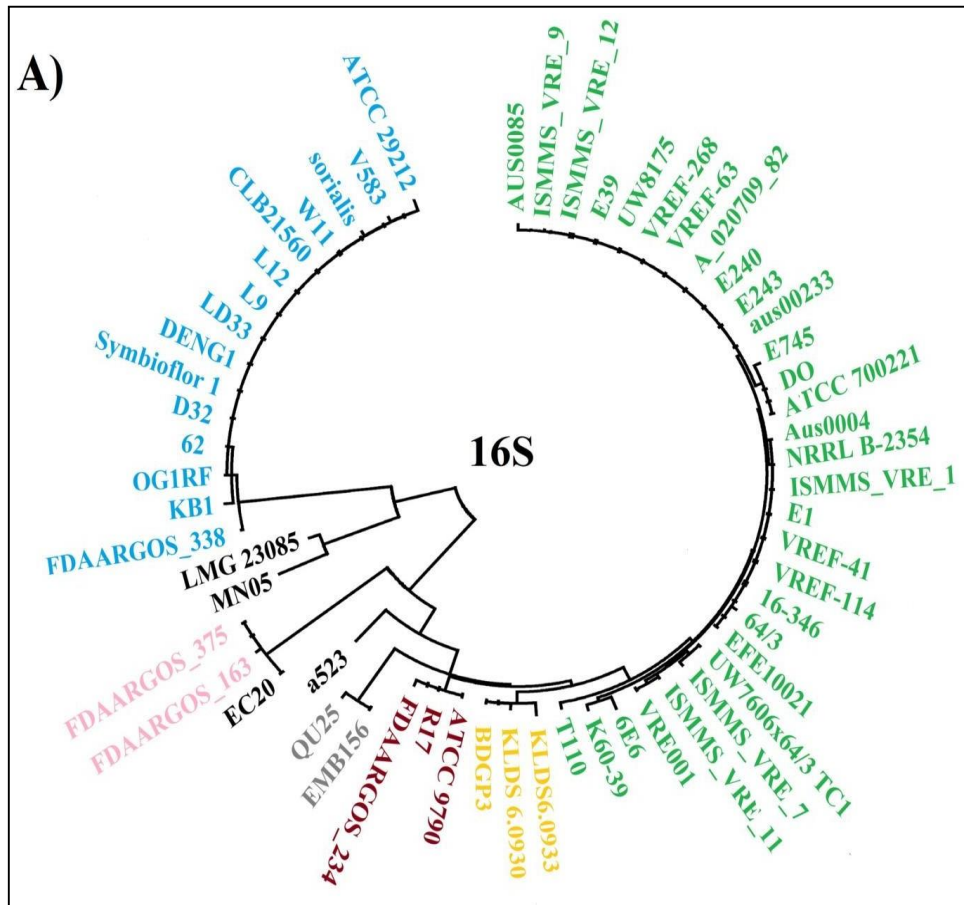 A)
ATCC 29212
V583
sorialis
W11
CLB21560
L12
L9
LD33
DENG1
Symbioflor 1
D32
62
OG1RF
KB1
FDAARGOS_338
LMG 23085
MN05
FDAARGOS_375
FDAARGOS_163
EC20
a523
QU25
EMB156
FDAARGOS_234
R17
ATCC 9790
BDGP3
KLDS 6.0930
KLDS6.0933
T110
K60-39
6E6
VRE001
ISMMS_VRE_11
ISMMS_VRE_7
UW7606x64/3 TC1
EFE10021
64/3
16-346
VREF-114
VREF-41
E1
ISMMS_VRE_1
NRRL B-2354
Aus0004
ATCC 700221
DO
E745
aus00233
E243
E240
A_020709_82
VREF-63
VREF-268
UW8175
E39
ISMMS_VRE_12
ISMMS_VRE_9
AUS0085
16S